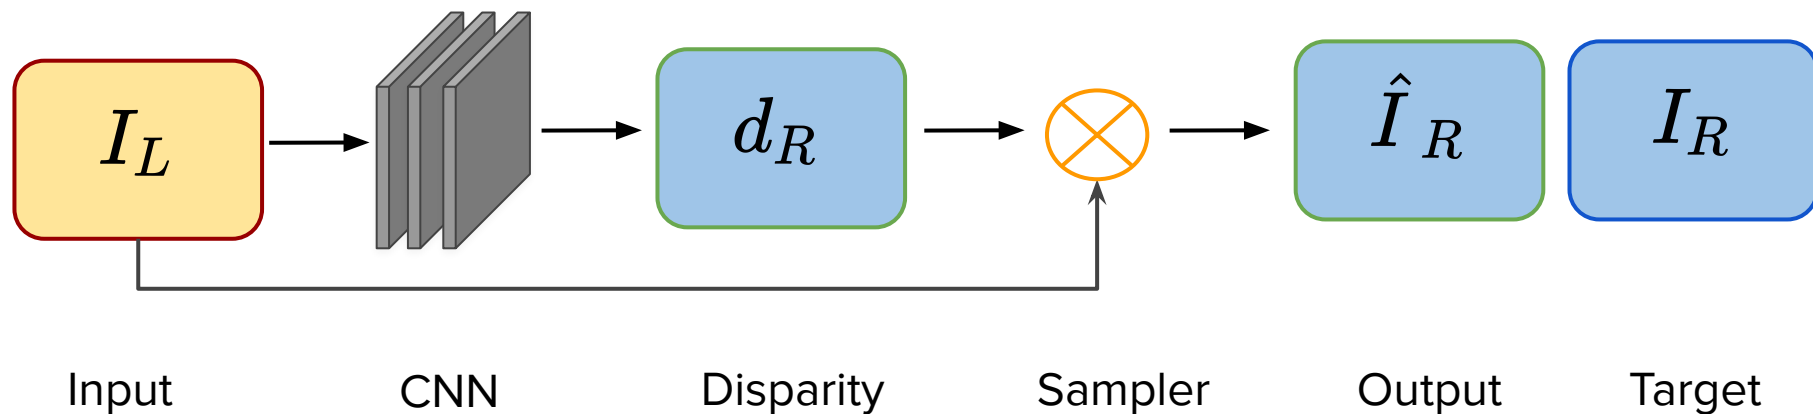 I_L d_R Î_R I_R
Input CNN Disparity Sampler Output Target